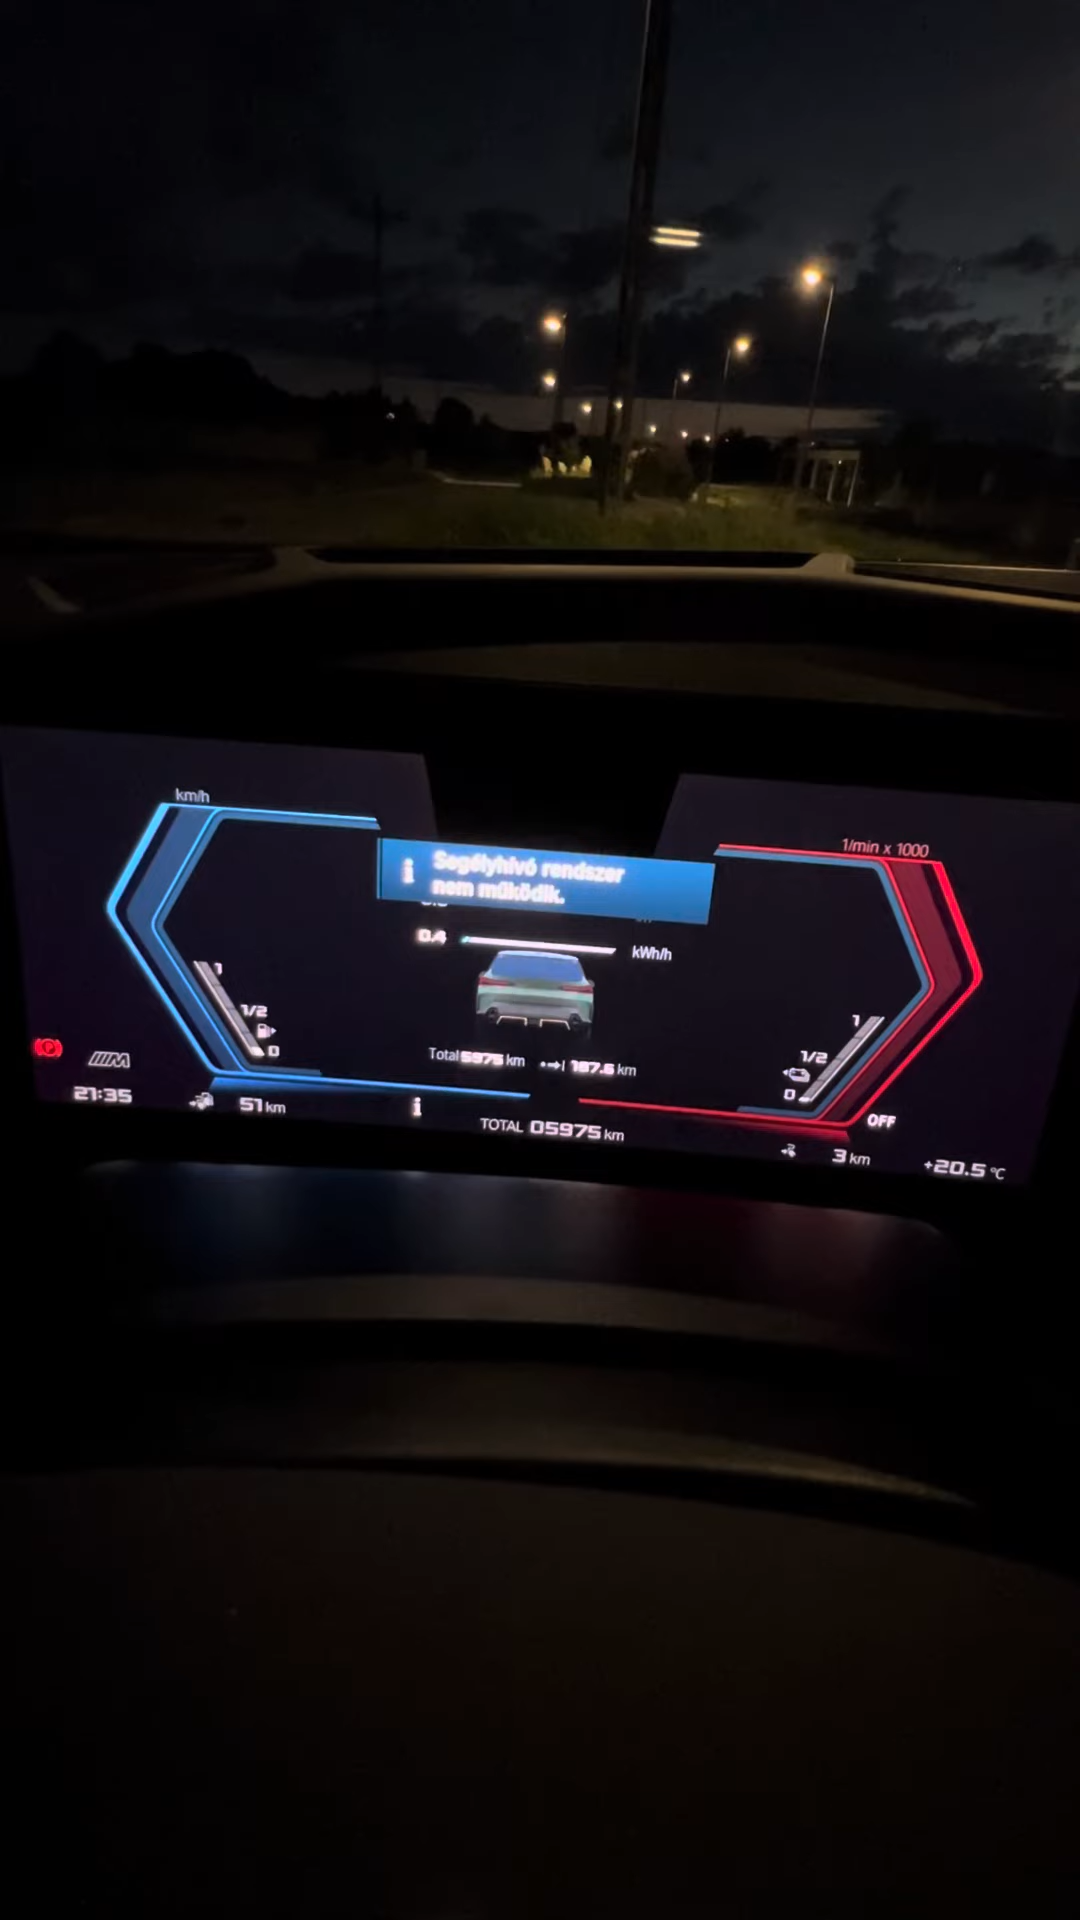 km/h
1/min x 1000
i Segélyhívó rendszer
nem működik.
0.4 kWh/h
1
1/2
0
1
1/2
0
Total 5975 km 187.6 km
M
21:35
51 km
i
TOTAL 05975 km
OFF
3 km
+20.5 °C